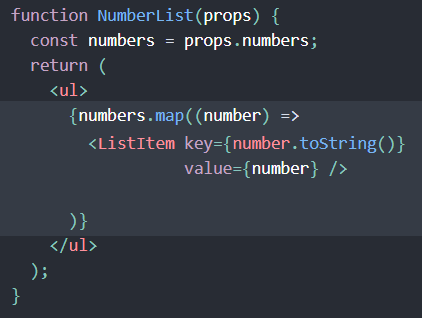 function NumberList(props) {
  const numbers = props.numbers;
  return (
    <ul>
      {numbers.map((number) =>
        <ListItem key={number.toString()}
                  value={number} />

      )}
    </ul>
  );
}